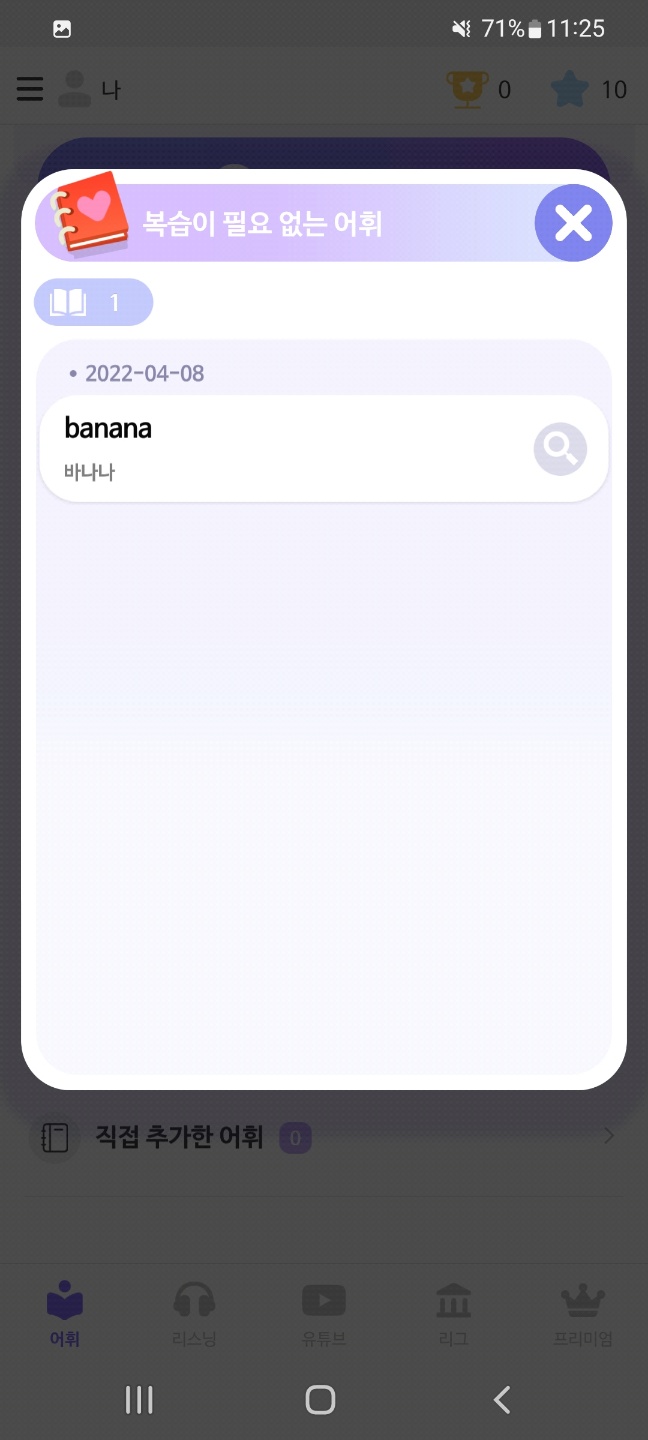 71% 11:25
나 0 10
복습이 필요 없는 어휘
1
• 2022-04-08
banana
바나나
직접 추가한 어휘 0
어휘 리스닝 유튜브 리그 프리미엄